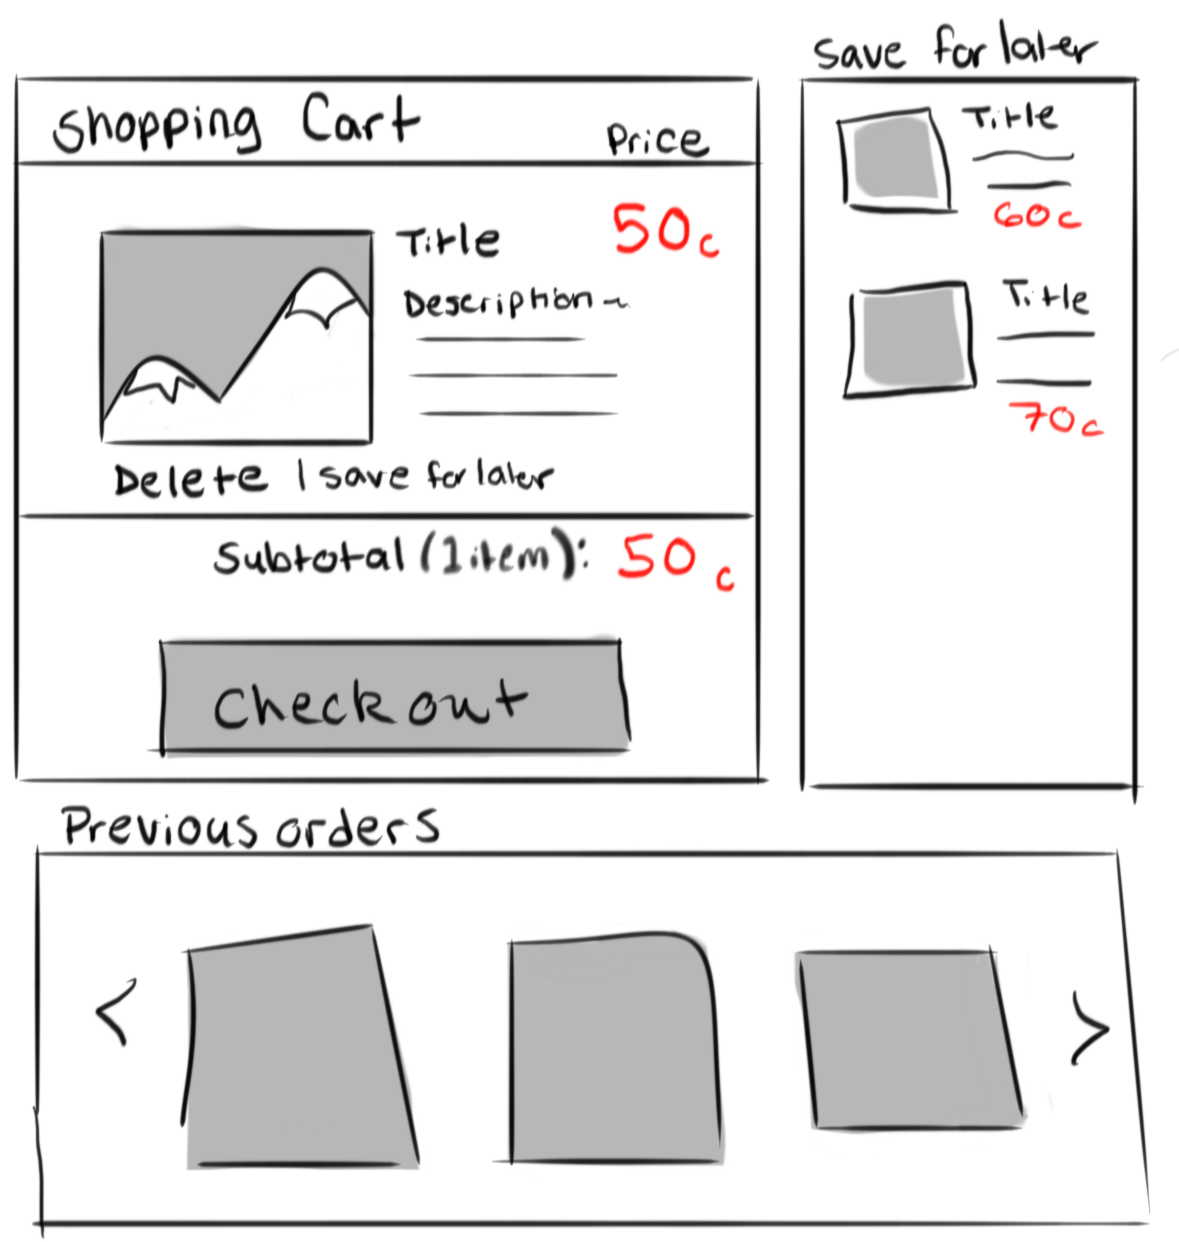 Shopping Cart Price
Title 50c
Description
Delete | save for later
Subtotal (1 item): 50 c
Checkout
Save for later
Title
60c
Title
70c
Previous orders
< >